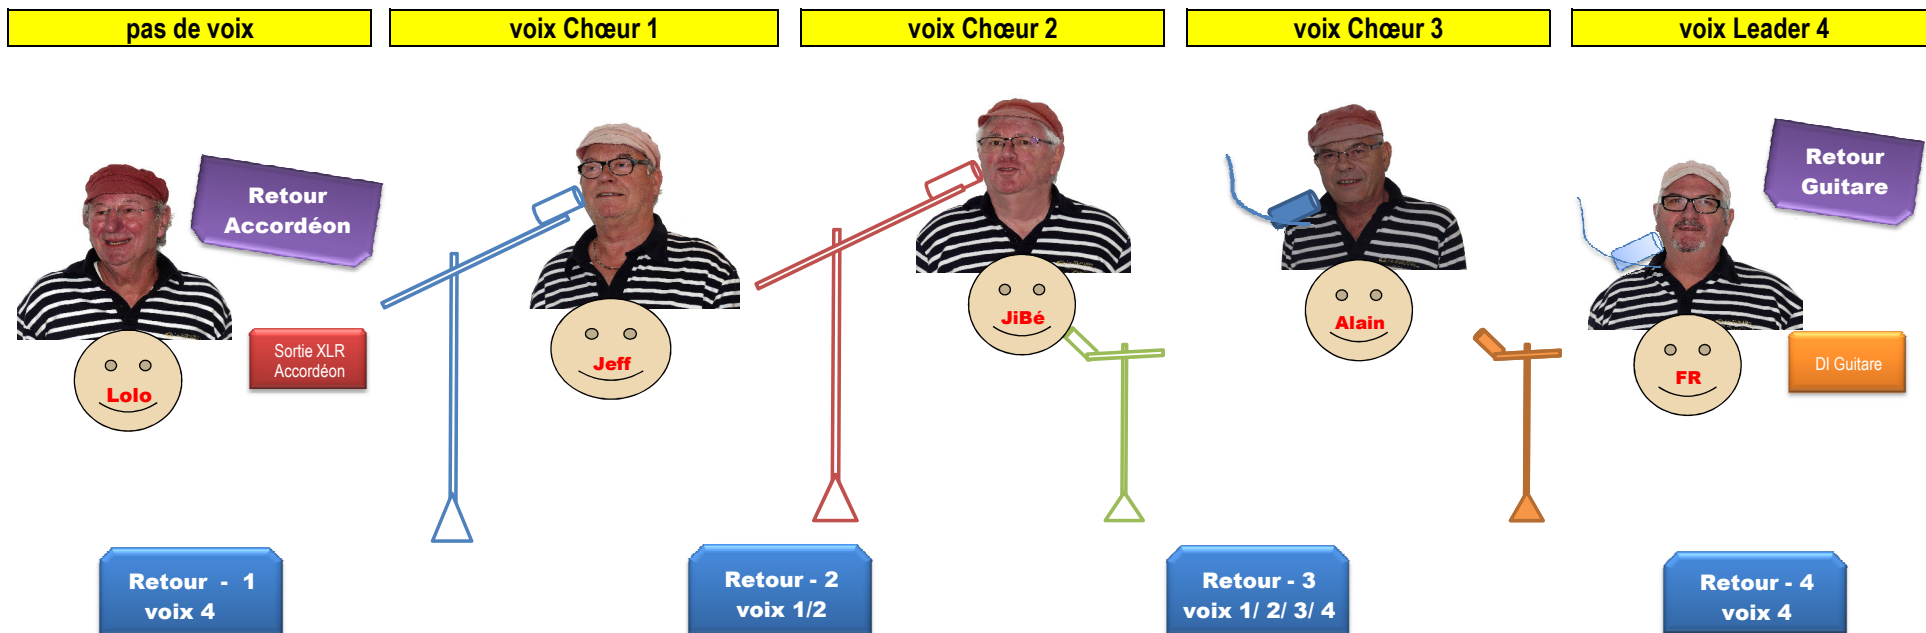 pas de voix
voix Chœur 1
voix Chœur 2
voix Chœur 3
voix Leader 4
Retour
Accordéon
Retour
Guitare
Sortie XLR
Accordéon
DI Guitare
Lolo
Jeff
JiBé
Alain
FR
Retour - 1
voix 4
Retour - 2
voix 1/2
Retour - 3
voix 1/ 2/ 3/ 4
Retour - 4
voix 4